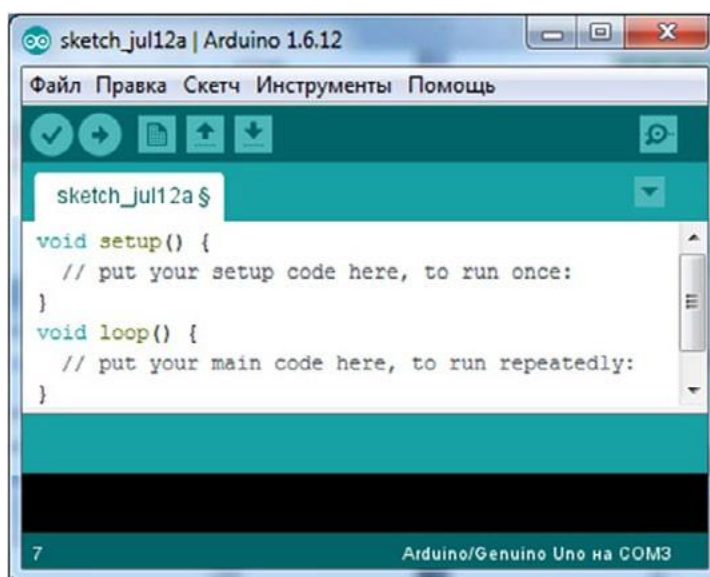 sketch_jul12a | Arduino 1.6.12
Файл Правка Скетч Инструменты Помощь
sketch_jul12a §
void setup() {
  // put your setup code here, to run once:
}
void loop() {
  // put your main code here, to run repeatedly:
}
7 Arduino/Genuino Uno на COM3